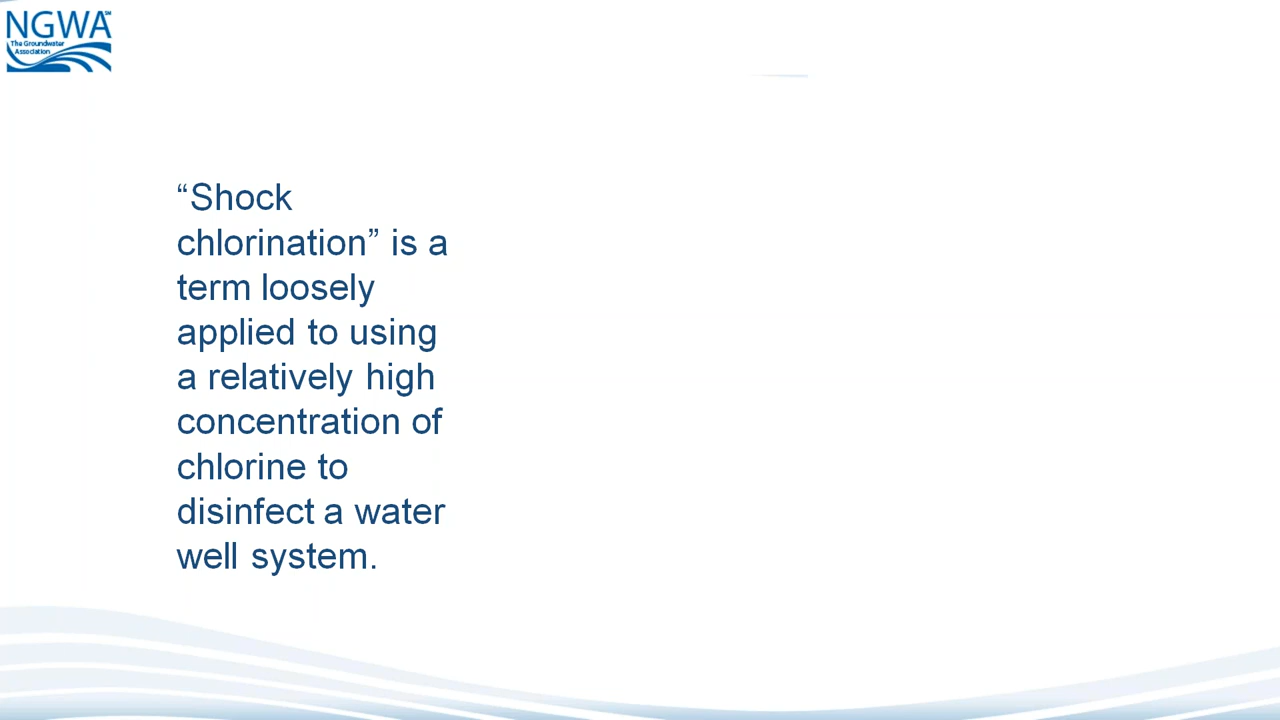 NGWA℠
The Groundwater
Association
“Shock
chlorination” is a
term loosely
applied to using
a relatively high
concentration of
chlorine to
disinfect a water
well system.